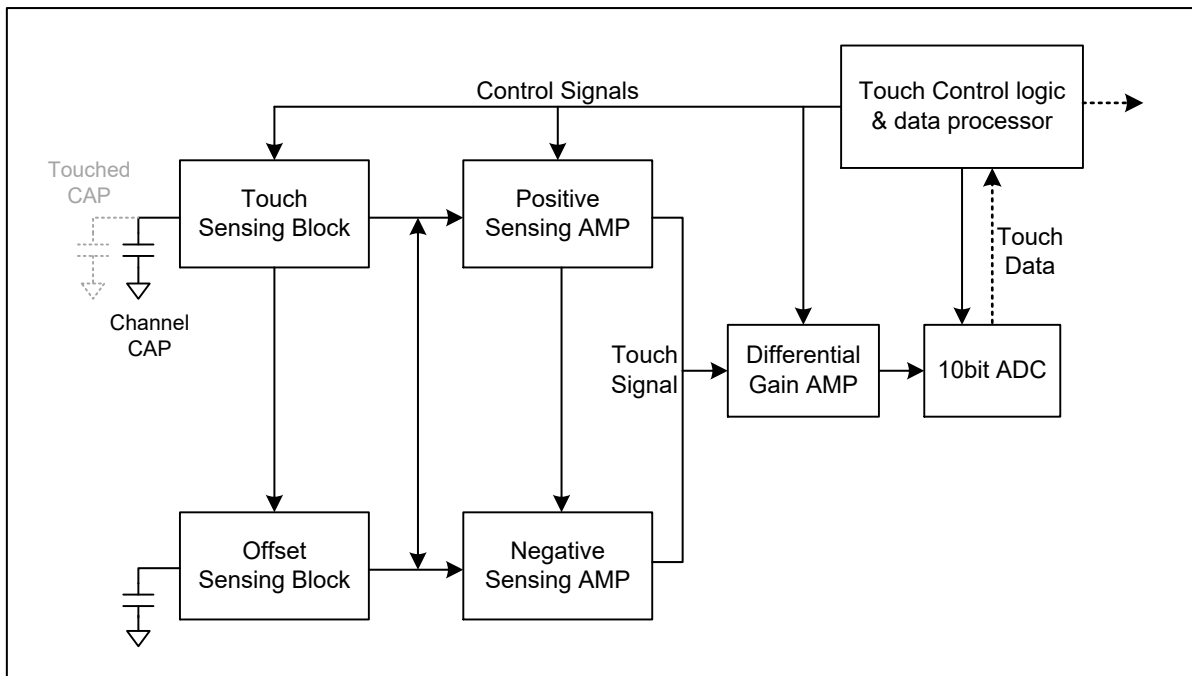 Control Signals
Touch Control logic
& data processor
Touched
CAP
Touch
Sensing Block
Positive
Sensing AMP
Channel
CAP
Touch
Data
Touch
Signal
Differential
Gain AMP
10bit ADC
Offset
Sensing Block
Negative
Sensing AMP